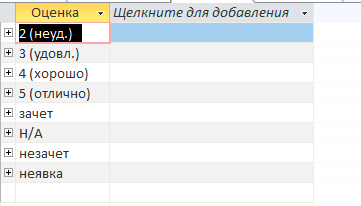 Оценка Щелкните для добавления
2 (неуд.)
3 (удовл.)
4 (хорошо)
5 (отлично)
зачет
Н/А
незачет
неявка